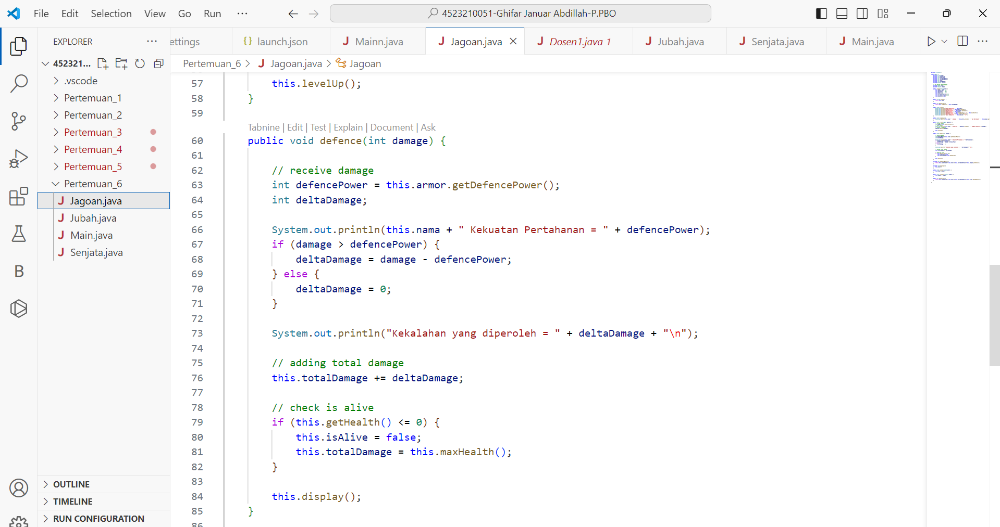 File Edit Selection View Go Run ··· 4523210051-Ghifar Januar Abdillah-P.PBO
EXPLORER ···
ettings launch.json Mainn.java Jagoan.java Dosen1.java 1 Jubah.java Senjata.java Main.java
452321...
Pertemuan_6 > Jagoan.java > Jagoan
.vscode
Pertemuan_1
Pertemuan_2
Pertemuan_3
Pertemuan_4
Pertemuan_5
Pertemuan_6
Jagoan.java
Jubah.java
Main.java
Senjata.java
B
OUTLINE
TIMELINE
RUN CONFIGURATION
57 this.levelUp();
58 }
59
Tabnine | Edit | Test | Explain | Document | Ask
60 public void defence(int damage) {
61
62 // receive damage
63 int defencePower = this.armor.getDefencePower();
64 int deltaDamage;
65
66 System.out.println(this.nama + " Kekuatan Pertahanan = " + defencePower);
67 if (damage > defencePower) {
68 deltaDamage = damage - defencePower;
69 } else {
70 deltaDamage = 0;
71 }
72
73 System.out.println("Kekalahan yang diperoleh = " + deltaDamage + "\n");
74
75 // adding total damage
76 this.totalDamage += deltaDamage;
77
78 // check is alive
79 if (this.getHealth() <= 0) {
80 this.isAlive = false;
81 this.totalDamage = this.maxHealth();
82 }
83
84 this.display();
85 }
86